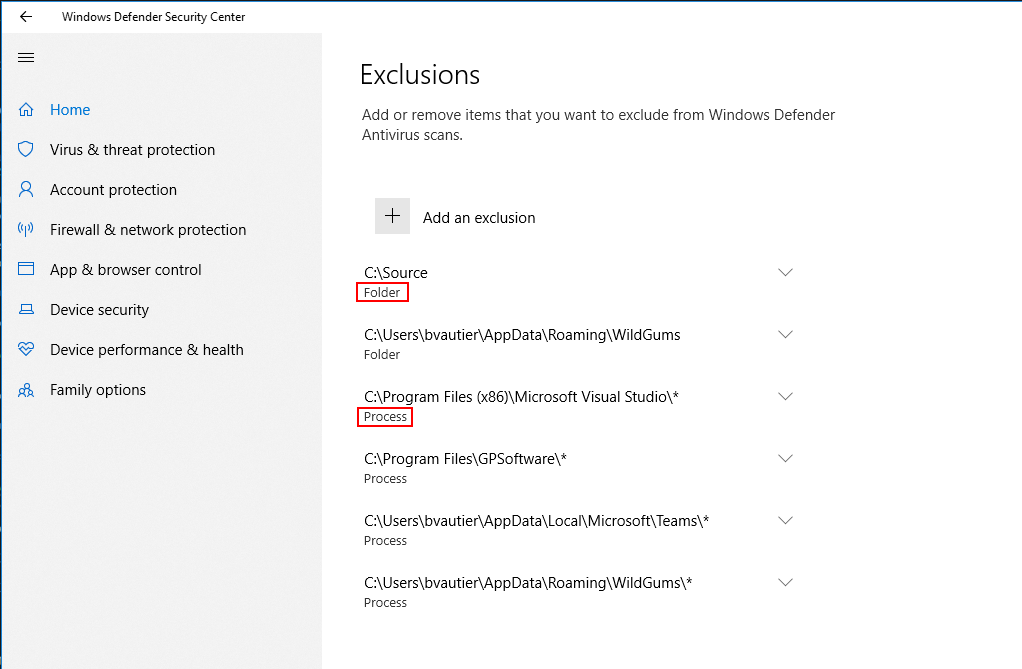 Windows Defender Security Center
Home
Virus & threat protection
Account protection
Firewall & network protection
App & browser control
Device security
Device performance & health
Family options
Exclusions
Add or remove items that you want to exclude from Windows Defender
Antivirus scans.
Add an exclusion
C:\Source
Folder
C:\Users\bvautier\AppData\Roaming\WildGums
Folder
C:\Program Files (x86)\Microsoft Visual Studio\*
Process
C:\Program Files\GPSoftware\*
Process
C:\Users\bvautier\AppData\Local\Microsoft\Teams\*
Process
C:\Users\bvautier\AppData\Roaming\WildGums\*
Process